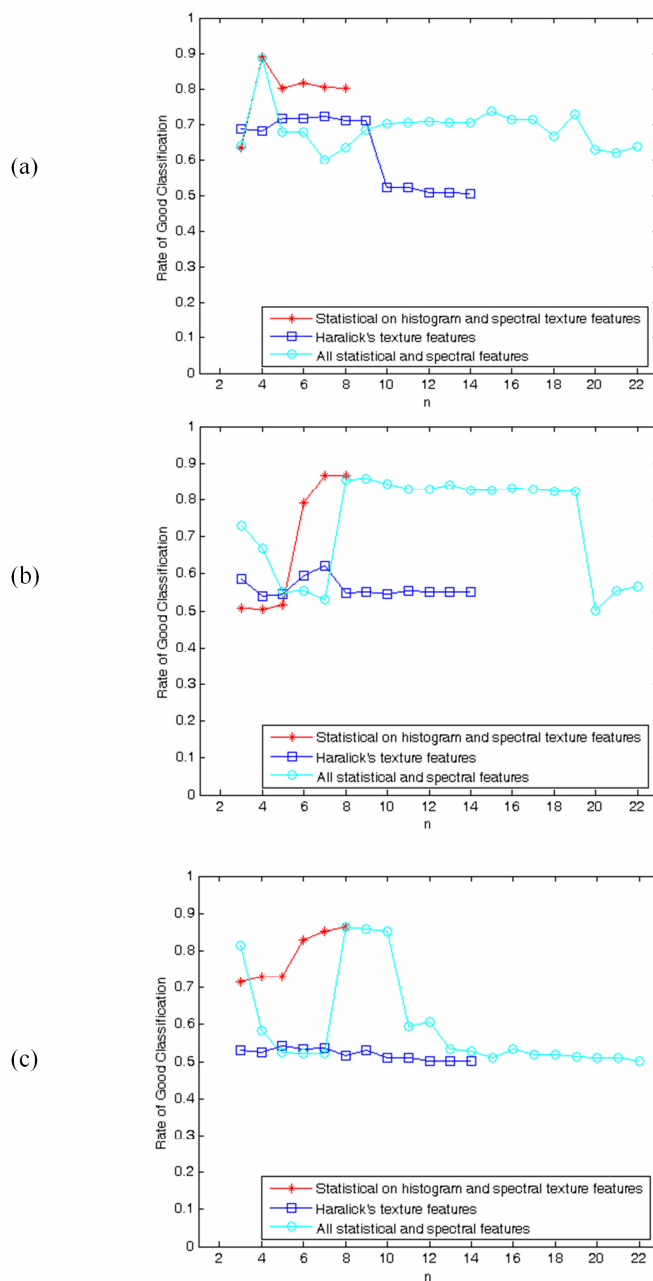 (a)
Rate of Good Classification
1
0.9
0.8
0.7
0.6
0.5
0.4
0.3
0.2
0.1
0
Statistical on histogram and spectral texture features
Haralick's texture features
All statistical and spectral features
2 4 6 8 10 12 14 16 18 20 22
n
(b)
Rate of Good Classification
1
0.9
0.8
0.7
0.6
0.5
0.4
0.3
0.2
0.1
0
Statistical on histogram and spectral texture features
Haralick's texture features
All statistical and spectral features
2 4 6 8 10 12 14 16 18 20 22
n
(c)
Rate of Good Classification
1
0.9
0.8
0.7
0.6
0.5
0.4
0.3
0.2
0.1
0
Statistical on histogram and spectral texture features
Haralick's texture features
All statistical and spectral features
2 4 6 8 10 12 14 16 18 20 22
n